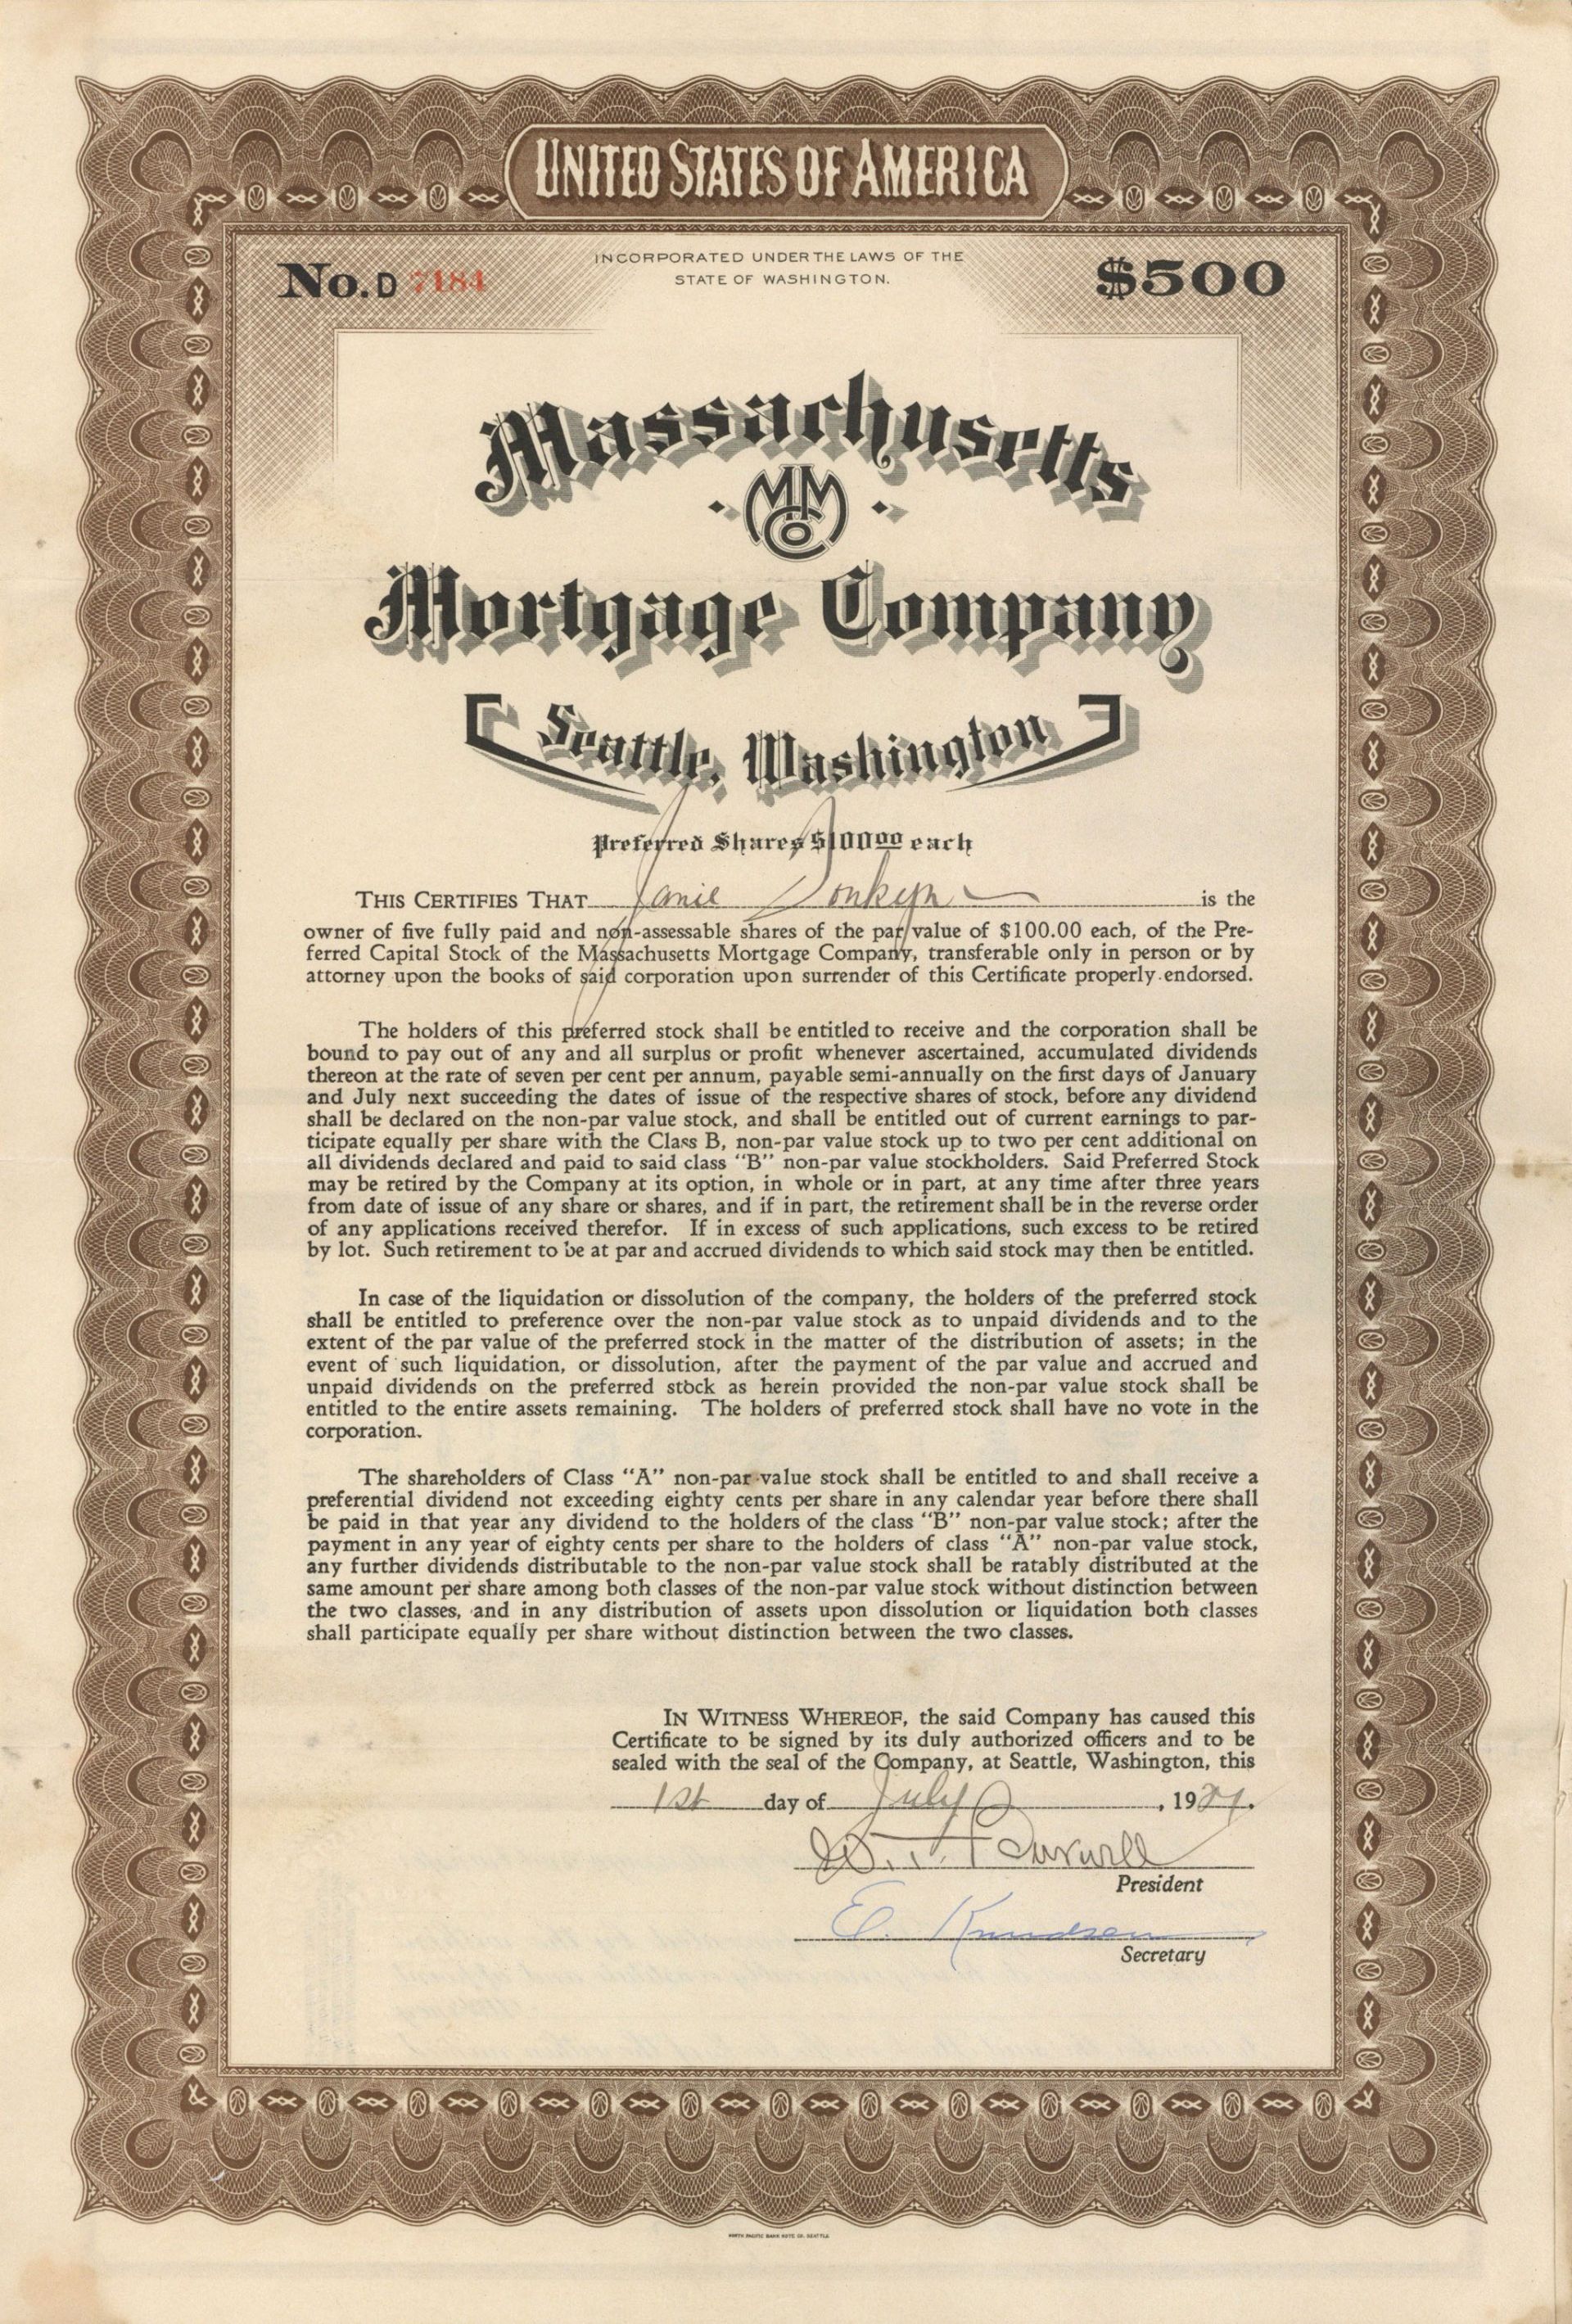 UNITED STATES OF AMERICA
No. D 7184
INCORPORATED UNDER THE LAWS OF THE
STATE OF WASHINGTON.
$500
Massachusetts
MMCo
Mortgage Company
Seattle, Washington
Preferred Shares $100.00 each
THIS CERTIFIES THAT Janie Donkyn is the
owner of five fully paid and non-assessable shares of the par value of $100.00 each, of the Pre-
ferred Capital Stock of the Massachusetts Mortgage Company, transferable only in person or by
attorney upon the books of said corporation upon surrender of this Certificate properly endorsed.
The holders of this preferred stock shall be entitled to receive and the corporation shall be
bound to pay out of any and all surplus or profit whenever ascertained, accumulated dividends
thereon at the rate of seven per cent per annum, payable semi-annually on the first days of January
and July next succeeding the dates of issue of the respective shares of stock, before any dividend
shall be declared on the non-par value stock, and shall be entitled out of current earnings to par-
ticipate equally per share with the Class B, non-par value stock up to two per cent additional on
all dividends declared and paid to said class "B" non-par value stockholders. Said Preferred Stock
may be retired by the Company at its option, in whole or in part, at any time after three years
from date of issue of any share or shares, and if in part, the retirement shall be in the reverse order
of any applications received therefor. If in excess of such applications, such excess to be retired
by lot. Such retirement to be at par and accrued dividends to which said stock may then be entitled.
In case of the liquidation or dissolution of the company, the holders of the preferred stock
shall be entitled to preference over the non-par value stock as to unpaid dividends and to the
extent of the par value of the preferred stock in the matter of the distribution of assets; in the
event of such liquidation, or dissolution, after the payment of the par value and accrued and
unpaid dividends on the preferred stock as herein provided the non-par value stock shall be
entitled to the entire assets remaining. The holders of preferred stock shall have no vote in the
corporation.
The shareholders of Class "A" non-par value stock shall be entitled to and shall receive a
preferential dividend not exceeding eighty cents per share in any calendar year before there shall
be paid in that year any dividend to the holders of the class "B" non-par value stock; after the
payment in any year of eighty cents per share to the holders of class "A" non-par value stock,
any further dividends distributable to the non-par value stock shall be ratably distributed at the
same amount per share among both classes of the non-par value stock without distinction between
the two classes, and in any distribution of assets upon dissolution or liquidation both classes
shall participate equally per share without distinction between the two classes.
IN WITNESS WHEREOF, the said Company has caused this
Certificate to be signed by its duly authorized officers and to be
sealed with the seal of the Company, at Seattle, Washington, this
1st day of July, 19
W. T.
President
E. Knudsen
Secretary
NORTH PACIFIC BANK NOTE CO. SEATTLE